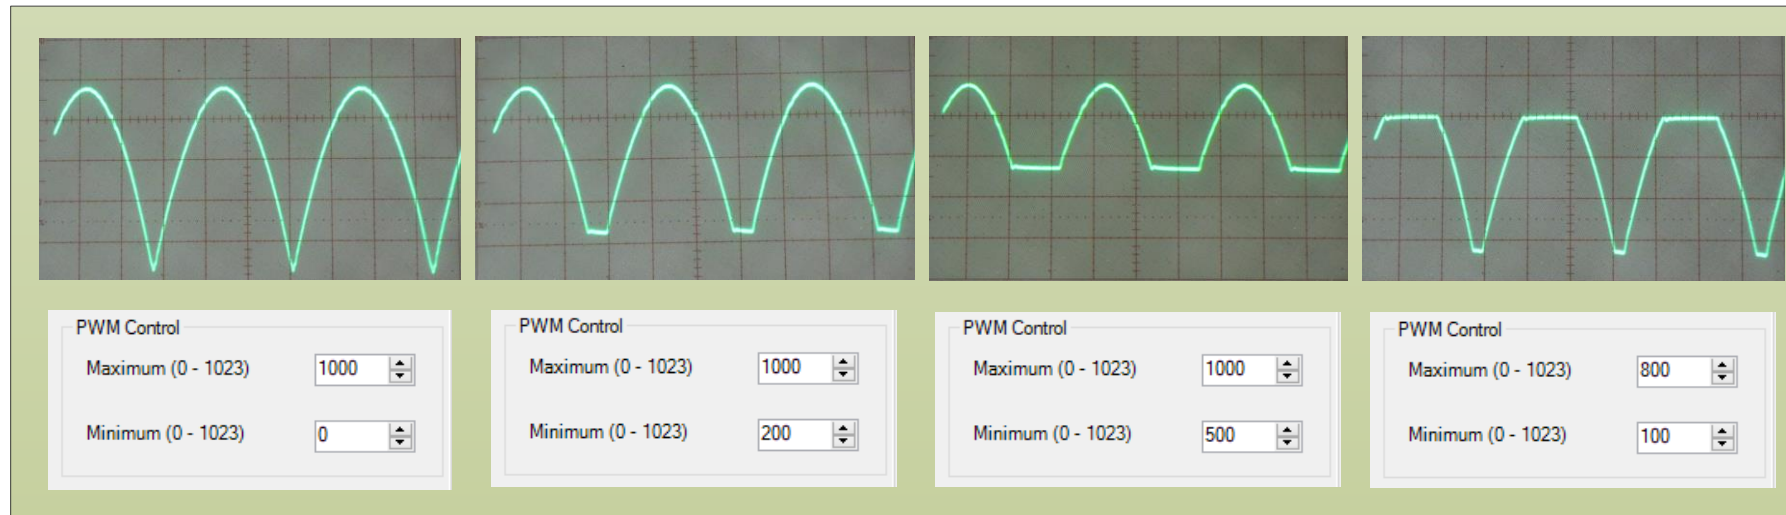 PWM Control
Maximum (0 - 1023) 1000
Minimum (0 - 1023) 0
PWM Control
Maximum (0 - 1023) 1000
Minimum (0 - 1023) 200
PWM Control
Maximum (0 - 1023) 1000
Minimum (0 - 1023) 500
PWM Control
Maximum (0 - 1023) 800
Minimum (0 - 1023) 100